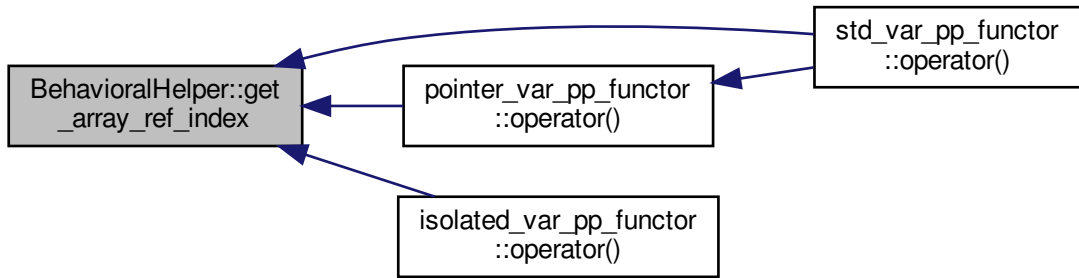 BehavioralHelper::get
_array_ref_index
pointer_var_pp_functor
::operator()
std_var_pp_functor
::operator()
isolated_var_pp_functor
::operator()